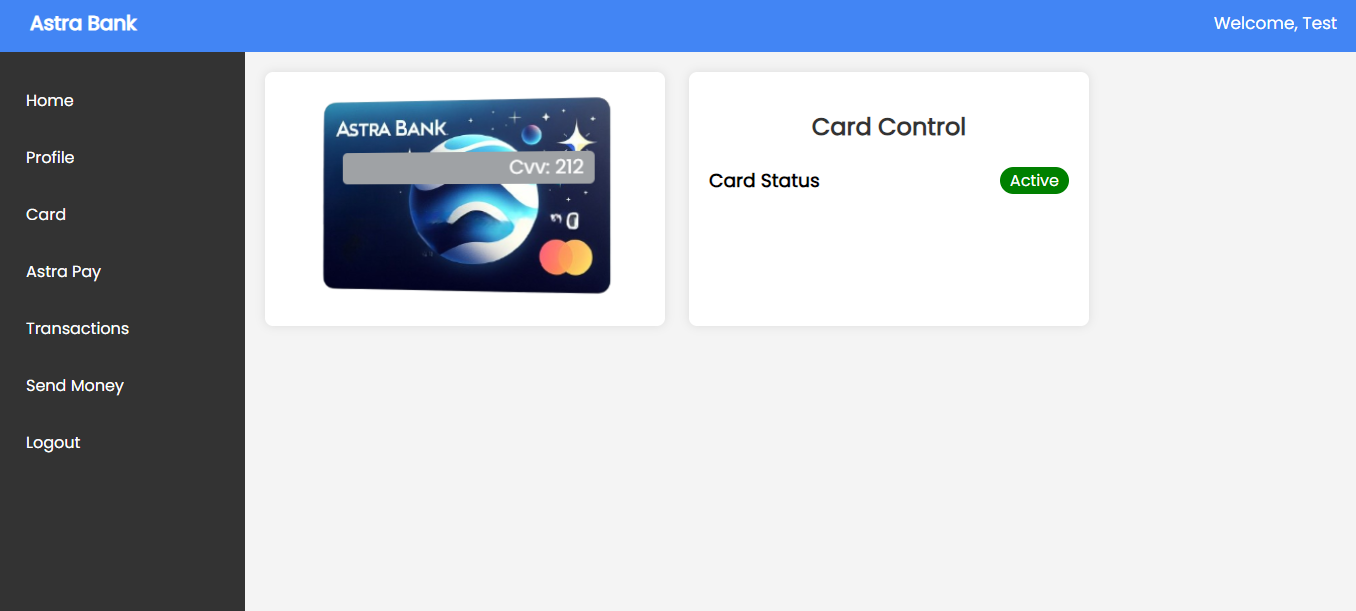 Astra Bank
Welcome, Test
Home
Profile
Card
Astra Pay
Transactions
Send Money
Logout
ASTRA BANK
Cvv: 212
Card Control
Card Status
Active